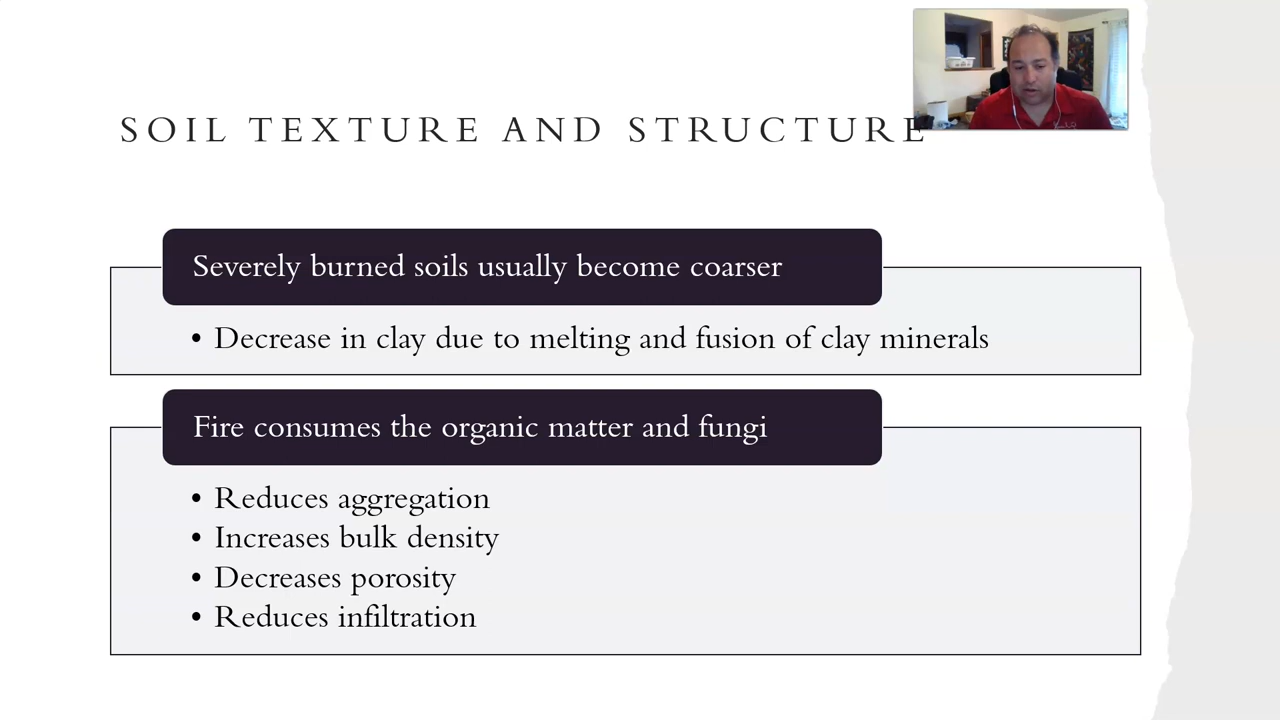 SOIL TEXTURE AND STRUCTURE
Severely burned soils usually become coarser
• Decrease in clay due to melting and fusion of clay minerals
Fire consumes the organic matter and fungi
• Reduces aggregation
• Increases bulk density
• Decreases porosity
• Reduces infiltration